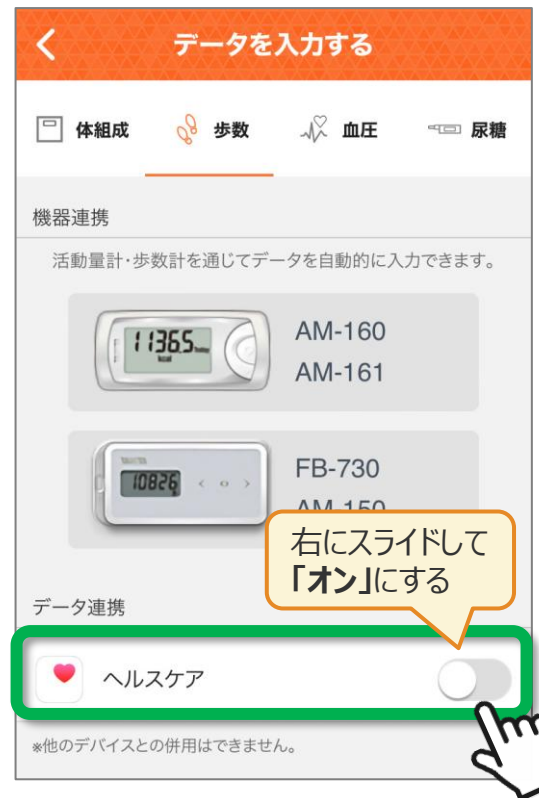 データを入力する
体組成
歩数
血圧
尿糖
機器連携
活動量計・歩数計を通じてデータを自動的に入力できます。
1136.5
kcal
AM-160
AM-161
TANITA
10826
FB-730
AM-150
右にスライドして
「オン」にする
データ連携
ヘルスケア
※他のデバイスとの併用はできません。